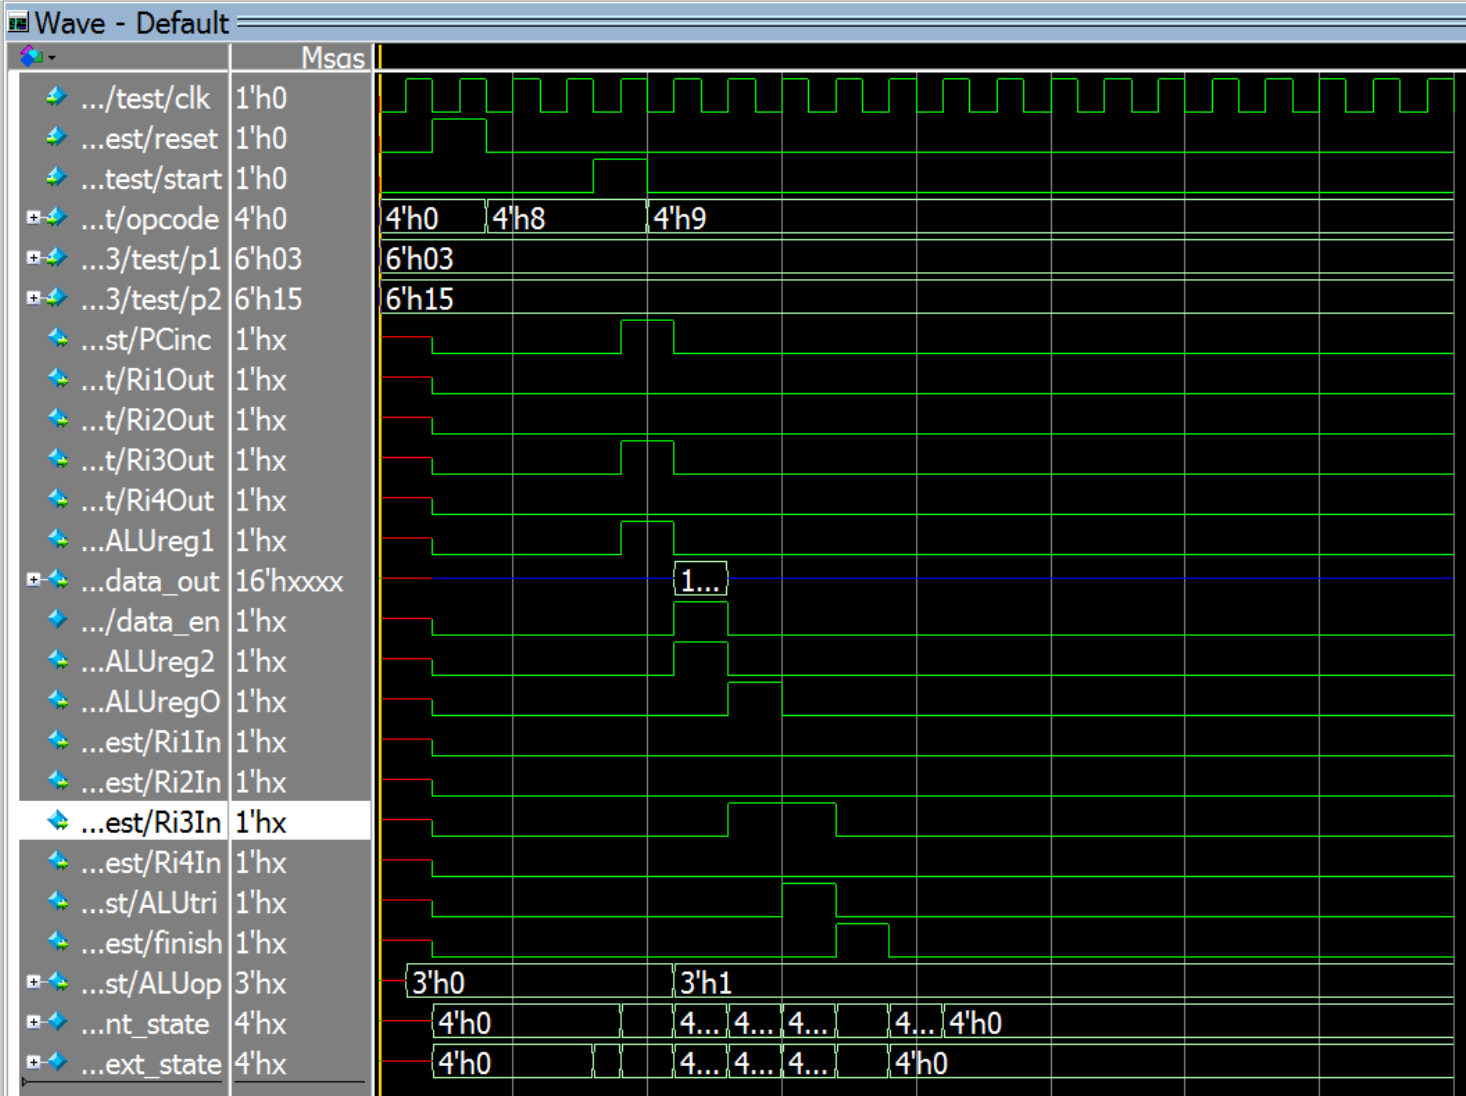 Wave - Default
Msgs
.../test/clk 1'h0
...est/reset 1'h0
...test/start 1'h0
...t/opcode 4'h0 4'h0 4'h8 4'h9
...3/test/p1 6'h03 6'h03
...3/test/p2 6'h15 6'h15
...st/PCinc 1'hx
...t/Ri1Out 1'hx
...t/Ri2Out 1'hx
...t/Ri3Out 1'hx
...t/Ri4Out 1'hx
...ALUreg1 1'hx
...data_out 16'hxxxx 1...
.../data_en 1'hx
...ALUreg2 1'hx
...ALUregO 1'hx
...est/Ri1In 1'hx
...est/Ri2In 1'hx
...est/Ri3In 1'hx
...est/Ri4In 1'hx
...st/ALUtri 1'hx
...est/finish 1'hx
...st/ALUop 3'hx 3'h0 3'h1
...nt_state 4'hx 4'h0 4... 4... 4... 4... 4'h0
...ext_state 4'hx 4'h0 4... 4... 4... 4'h0